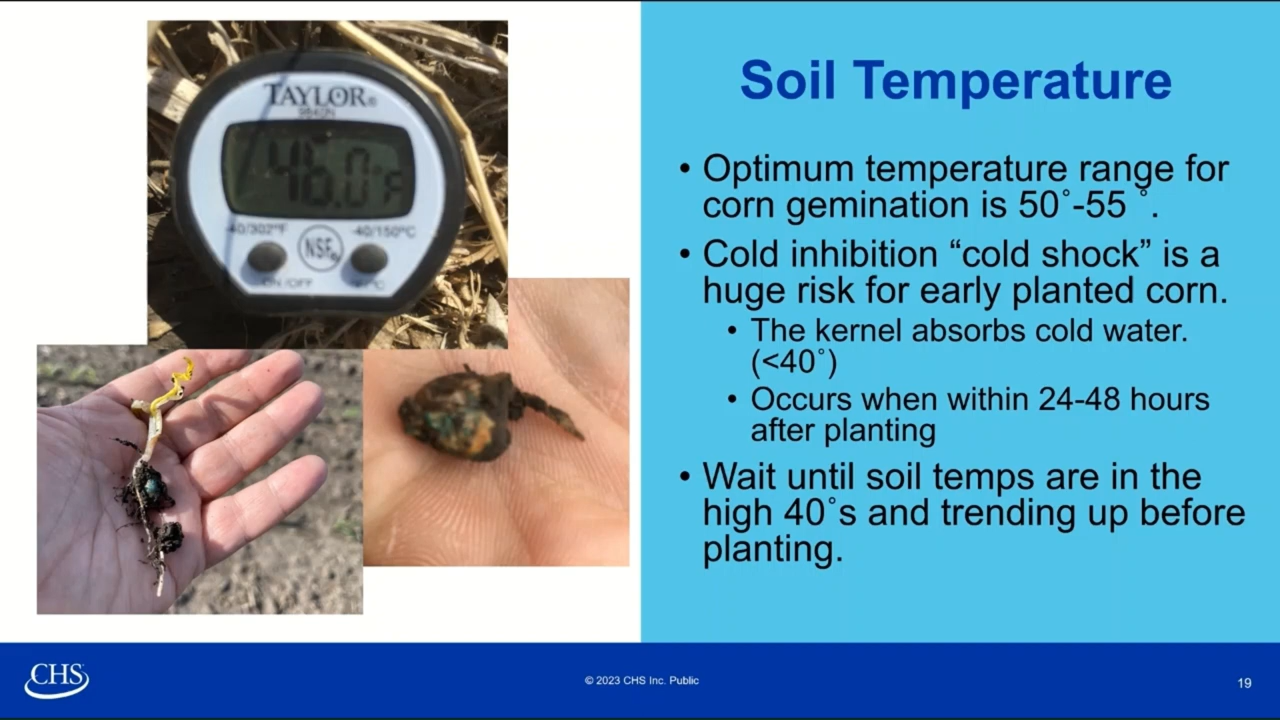 TAYLOR®
46.0°F
-40/302°F
-40/150°C
NSF®
ON/OFF
°F/°C
Soil Temperature
• Optimum temperature range for
corn gemination is 50˚-55 ˚.
• Cold inhibition “cold shock” is a
huge risk for early planted corn.
• The kernel absorbs cold water.
(<40˚)
• Occurs when within 24-48 hours
after planting
• Wait until soil temps are in the
high 40˚s and trending up before
planting.
CHS
© 2023 CHS Inc. Public
19